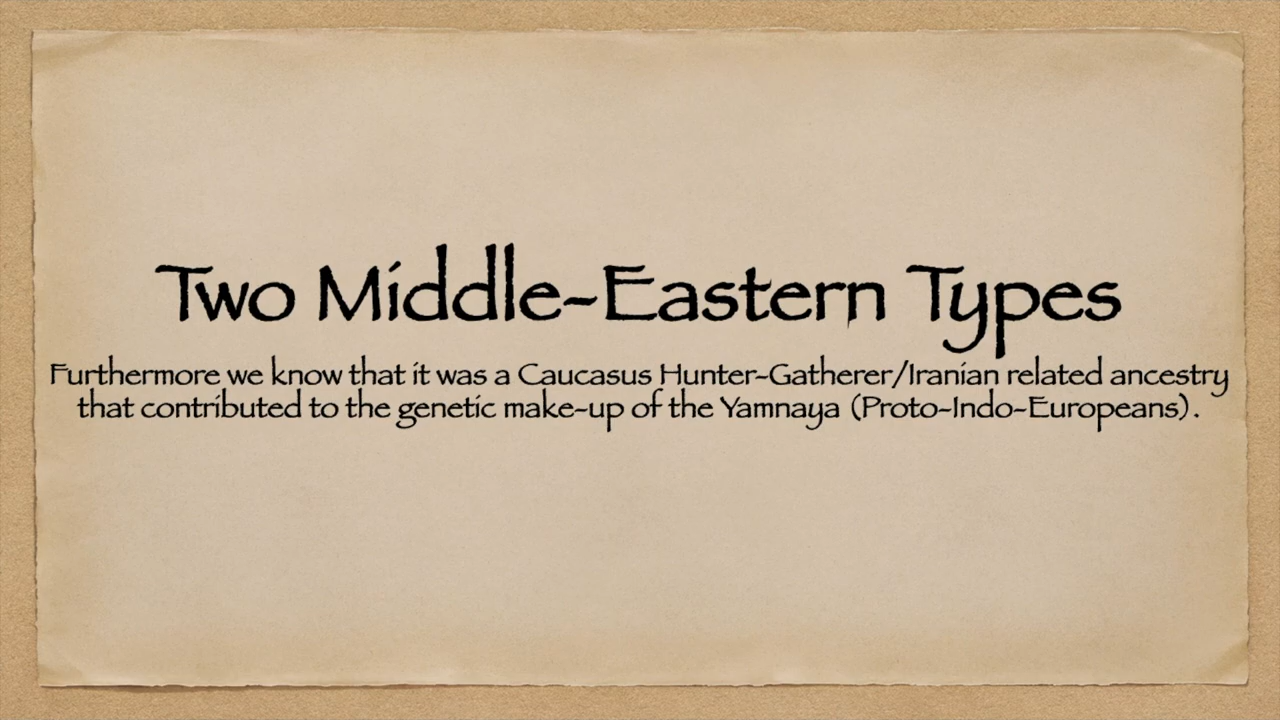 Two Middle-Eastern Types
Furthermore we know that it was a Caucasus Hunter-Gatherer/Iranian related ancestry
that contributed to the genetic make-up of the Yamnaya (Proto-Indo-Europeans).